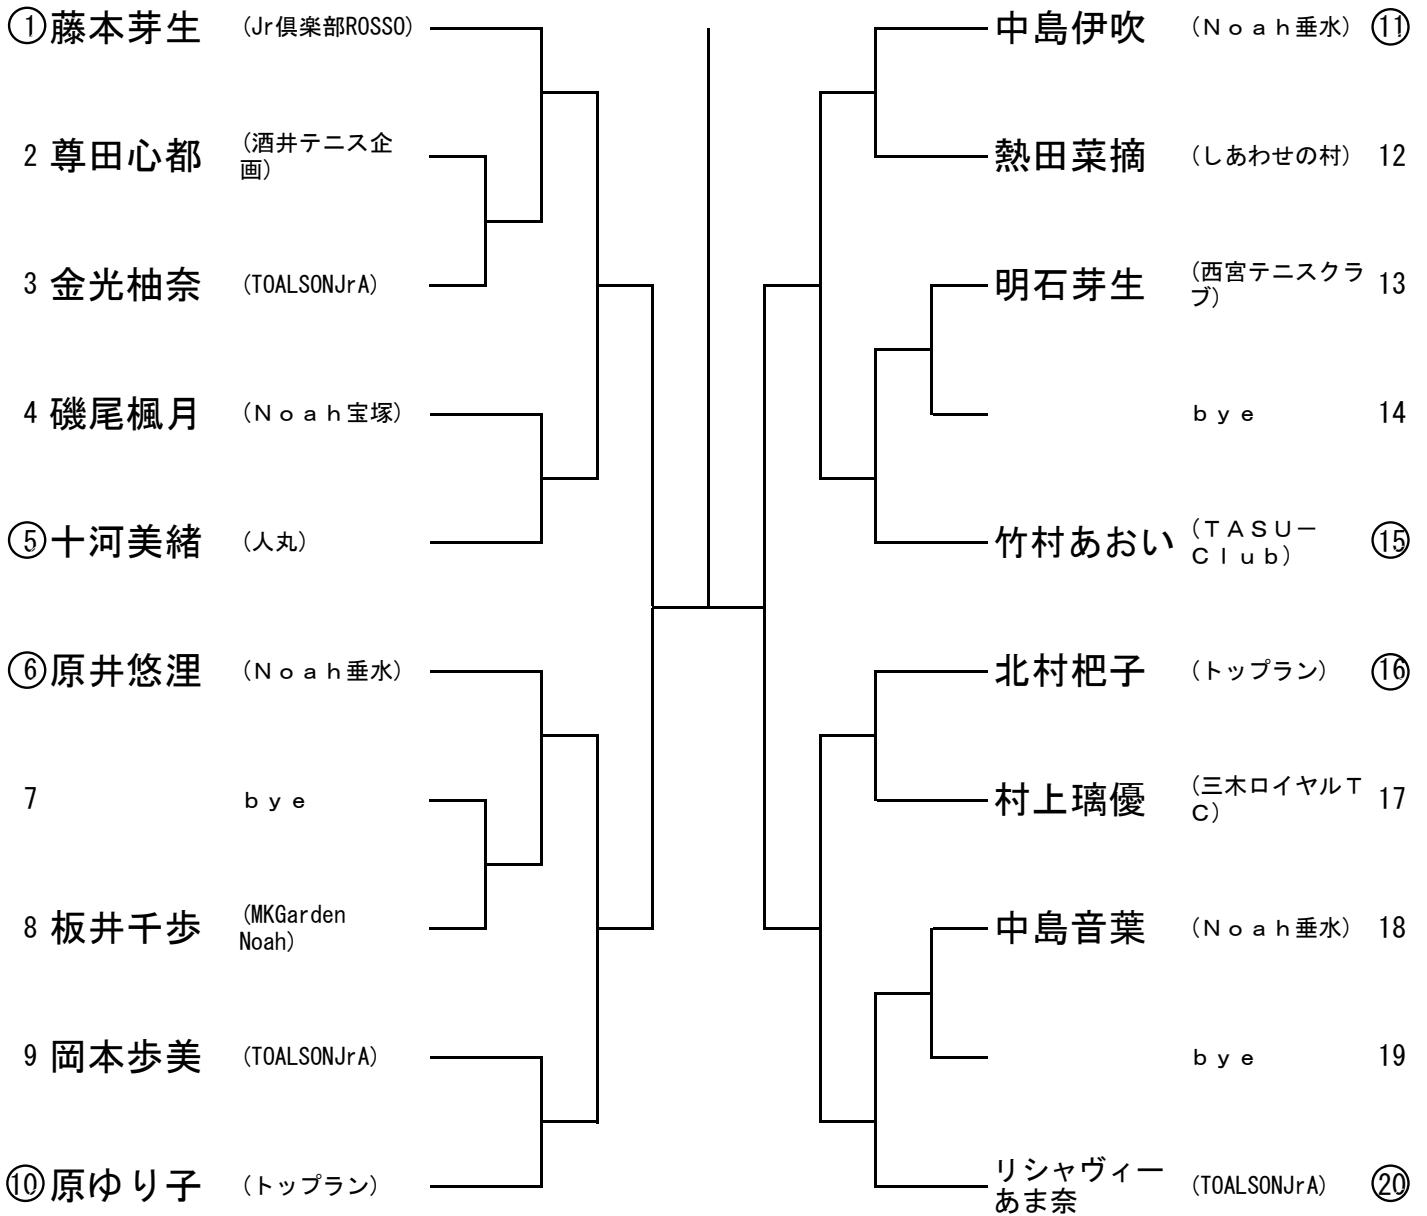 ① 藤本芽生 (Jr倶楽部ROSSO)
2 尊田心都 (酒井テニス企
画)
3 金光柚奈 (TOALSONJrA)
4 磯尾楓月 (Ｎｏａｈ宝塚)
⑤ 十河美緒 (人丸)
⑥ 原井悠浬 (Ｎｏａｈ垂水)
7 ｂｙｅ
8 板井千歩 (MKGarden
Noah)
9 岡本歩美 (TOALSONJrA)
⑩ 原ゆり子 (トップラン)
中島伊吹 (Ｎｏａｈ垂水) ⑪
熱田菜摘 (しあわせの村) 12
明石芽生 (西宮テニスクラ
ブ) 13
ｂｙｅ 14
竹村あおい (ＴＡＳＵ－
Ｃｌｕｂ) ⑮
北村杷子 (トップラン) ⑯
村上璃優 (三木ロイヤルＴ
Ｃ) 17
中島音葉 (Ｎｏａｈ垂水) 18
ｂｙｅ 19
リシャヴィー
あま奈 (TOALSONJrA) ⑳